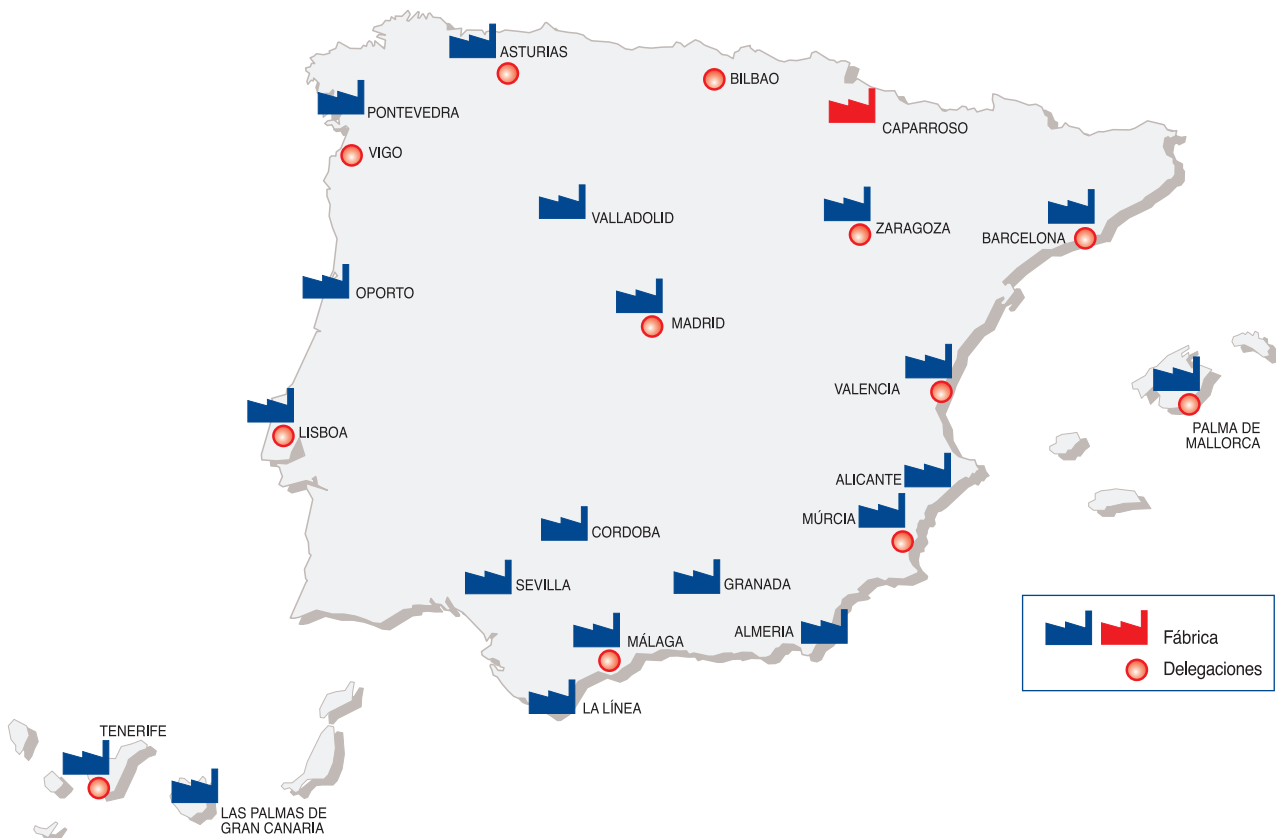 ASTURIAS
BILBAO
PONTEVEDRA
CAPARROSO
VIGO
VALLADOLID
ZARAGOZA
BARCELONA
OPORTO
MADRID
VALENCIA
LISBOA
PALMA DE
MALLORCA
ALICANTE
MÚRCIA
CORDOBA
SEVILLA
GRANADA
ALMERIA
MÁLAGA
LA LÍNEA
Fábrica
Delegaciones
TENERIFE
LAS PALMAS DE
GRAN CANARIA